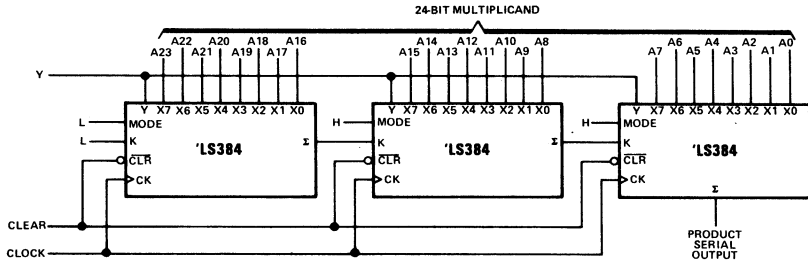 24-BIT MULTIPLICAND
A22 A20 A18 A16
A23 A21 A19 A17
A14 A12 A10 A8
A15 A13 A11 A9
A6 A4 A2 A0
A7 A5 A3 A1
Y
Y X7 X6 X5 X4 X3 X2 X1 X0
L MODE
L K
'LS384
Σ
CLR
CK
Y X7 X6 X5 X4 X3 X2 X1 X0
H MODE
K
'LS384
Σ
CLR
CK
Y X7 X6 X5 X4 X3 X2 X1 X0
H MODE
K
'LS384
CLR
CK
Σ
CLEAR
CLOCK
PRODUCT
SERIAL
OUTPUT